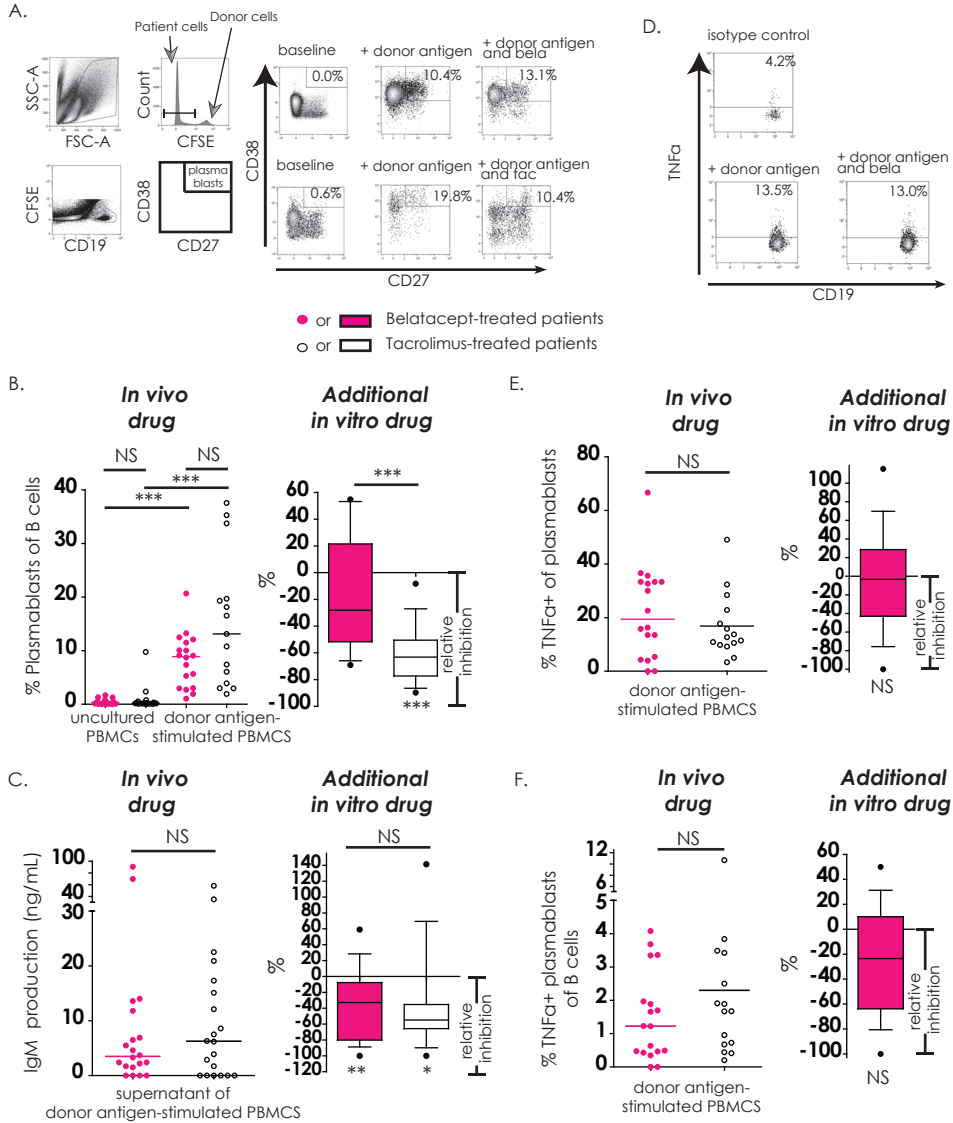 A.
Patient cells
Donor cells
SSC-A
FSC-A
Count
CFSE
CFSE
CD19
CD38
plasma
blasts
CD27
CD38
baseline
0.0%
+ donor antigen
10.4%
+ donor antigen
and bela
13.1%
baseline
0.6%
+ donor antigen
19.8%
+ donor antigen
and tac
10.4%
CD27
D.
TNFa
isotype control
4.2%
+ donor antigen
13.5%
+ donor antigen
and bela
13.0%
CD19
or Belatacept-treated patients
or Tacrolimus-treated patients
B.
In vivo
drug
NS
NS
***
***
% Plasmablasts of B cells
40
30
20
10
0
uncultured
PBMCs
donor antigen-
stimulated PBMCS
Additional
in vitro drug
***
%
60
40
20
0
-20
-40
-60
-80
-100
***
relative
inhibition
E.
In vivo
drug
NS
% TNFa+ of plasmablasts
80
60
40
20
0
donor antigen-
stimulated PBMCS
Additional
in vitro drug
%
100
80
60
40
20
0
-20
-40
-60
-80
-100
NS
relative
inhibition
C.
In vivo
drug
NS
IgM production (ng/mL)
100
60
30
20
10
0
supernatant of
donor antigen-stimulated PBMCS
Additional
in vitro drug
NS
%
140
120
100
80
60
40
20
0
-20
-40
-60
-80
-100
-120
**
*
relative
inhibition
F.
In vivo
drug
NS
% TNFa+ plasmablasts
of B cells
12
9
6
5
4
3
2
1
0
donor antigen-
stimulated PBMCS
Additional
in vitro drug
%
60
40
20
0
-20
-40
-60
-80
-100
NS
relative
inhibition